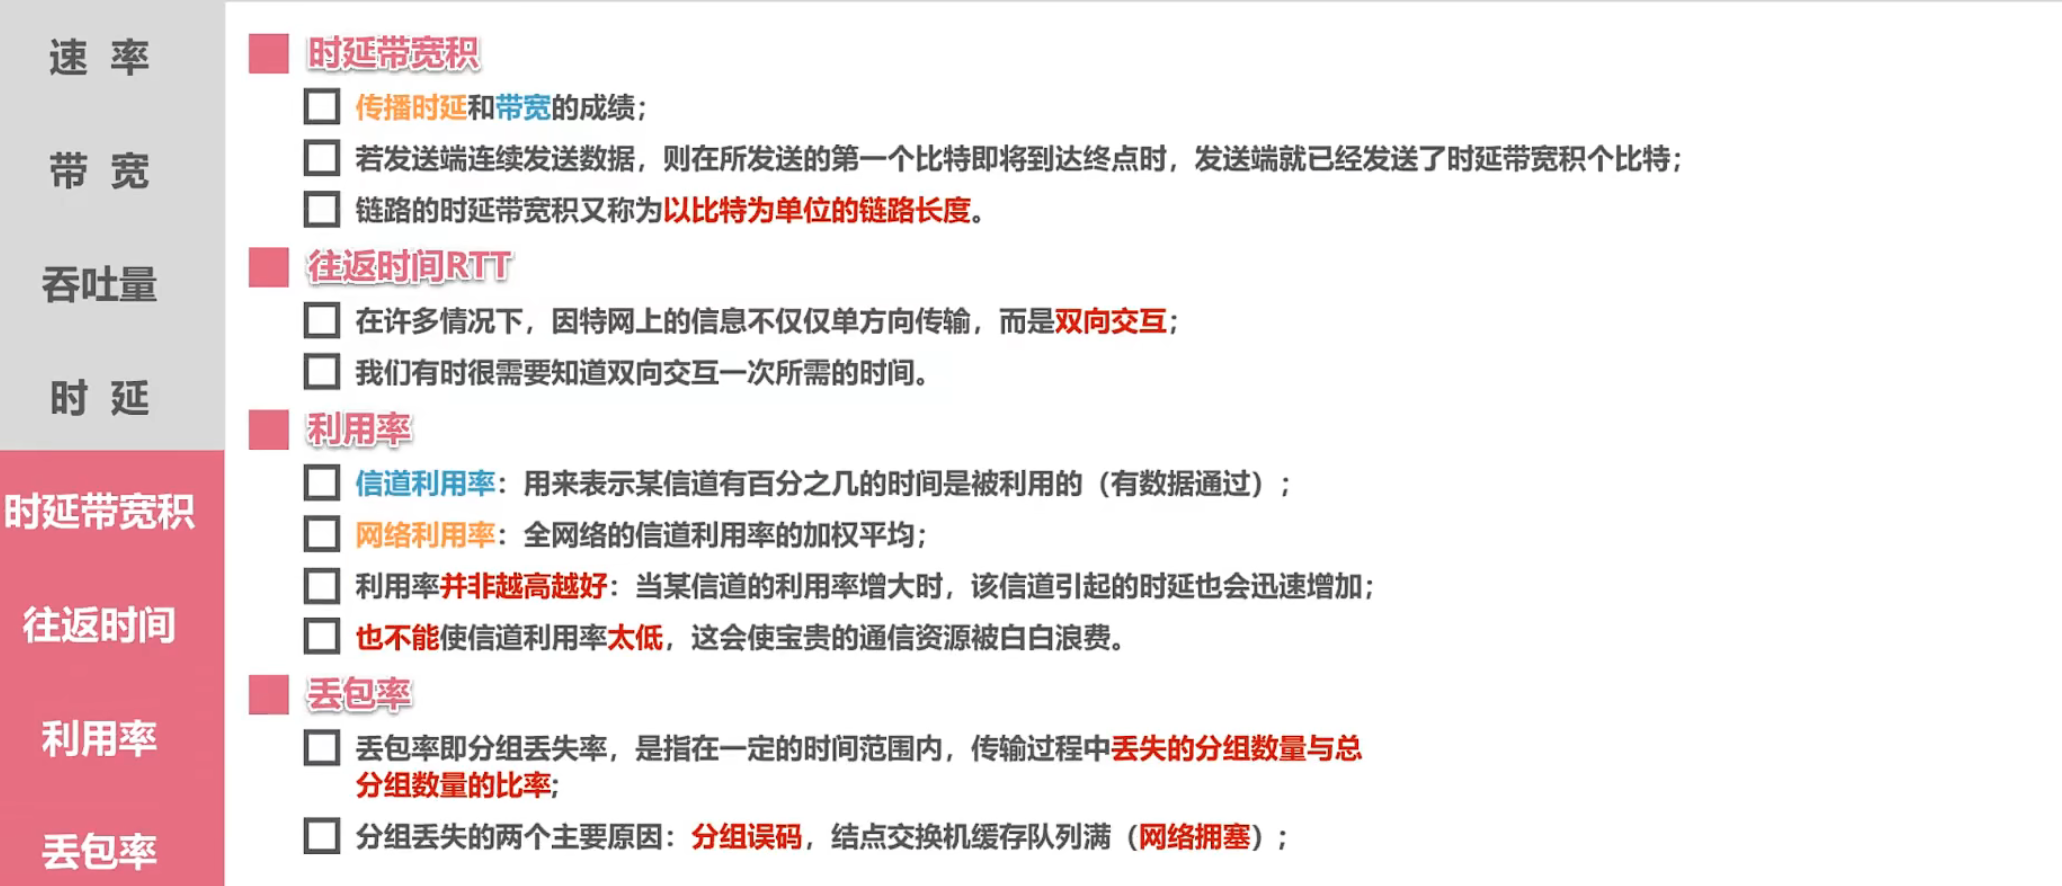 速 率
带 宽
吞吐量
时 延
时延带宽积
往返时间
利用率
丢包率
时延带宽积
传播时延和带宽的成绩；
若发送端连续发送数据，则在所发送的第一个比特即将到达终点时，发送端就已经发送了时延带宽积个比特；
链路的时延带宽积又称为以比特为单位的链路长度。
往返时间RTT
在许多情况下，因特网上的信息不仅仅单方向传输，而是双向交互；
我们有时很需要知道双向交互一次所需的时间。
利用率
信道利用率：用来表示某信道有百分之几的时间是被利用的（有数据通过）；
网络利用率：全网络的信道利用率的加权平均；
利用率并非越高越好：当某信道的利用率增大时，该信道引起的时延也会迅速增加；
也不能使信道利用率太低，这会使宝贵的通信资源被白白浪费。
丢包率
丢包率即分组丢失率，是指在一定的时间范围内，传输过程中丢失的分组数量与总
分组数量的比率；
分组丢失的两个主要原因：分组误码，结点交换机缓存队列满（网络拥塞）；